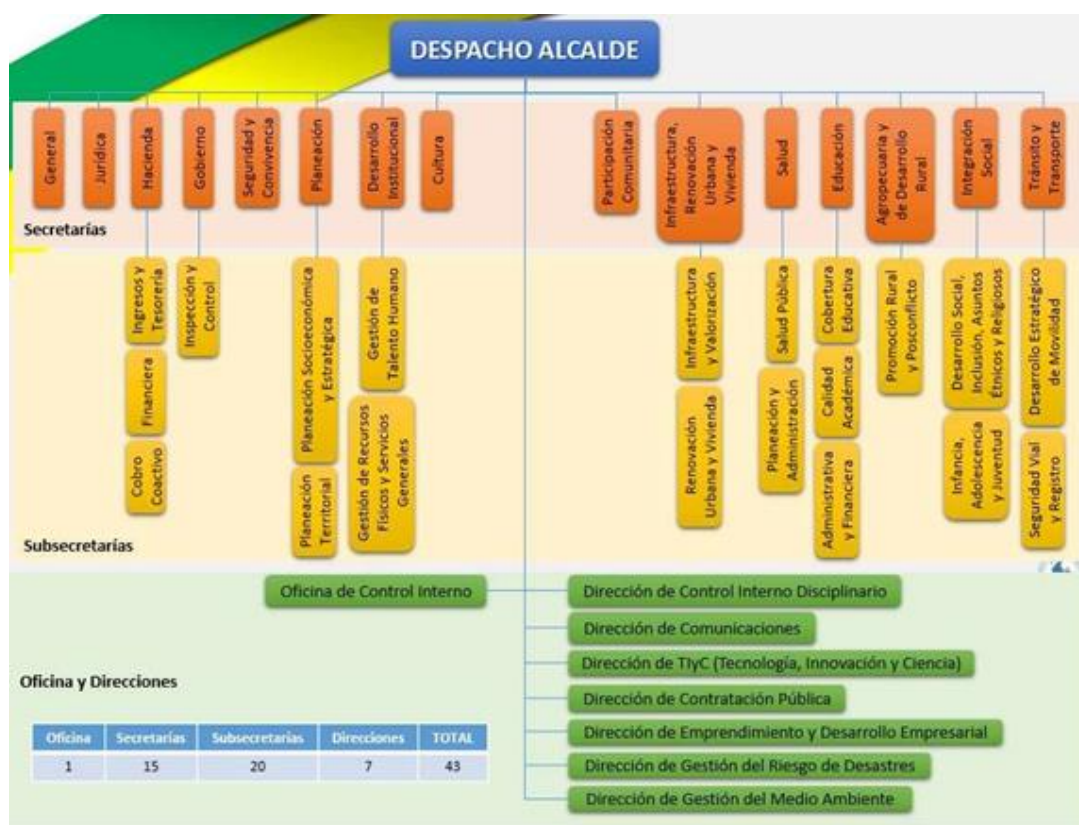 DESPACHO ALCALDE
General
Jurídica
Hacienda
Gobierno
Seguridad y
Convivencia
Planeación
Desarrollo
Institucional
Cultura
Participación
Comunitaria
Infraestructura,
Renovación
Urbana y
Vivienda
Salud
Educación
Agropecuaria y
de Desarrollo
Rural
Integración
Social
Tránsito y
Transporte
Secretarías
Ingresos y
Tesorería
Financiera
Cobro
Coactivo
Inspección y
Control
Planeación Socioeconómica
y Estratégica
Planeación
Territorial
Gestión de
Talento Humano
Gestión de Recursos
Físicos y Servicios
Generales
Infraestructura
y Valorización
Renovación
Urbana y Vivienda
Salud Pública
Planeación y
Administración
Cobertura
Educativa
Calidad
Académica
Administrativa
y Financiera
Promoción Rural
y Posconflicto
Desarrollo Social,
Inclusión, Asuntos
Étnicos y Religiosos
Infancia,
Adolescencia
y Juventud
Desarrollo Estratégico
de Movilidad
Seguridad Vial
y Registro
Subsecretarías
Oficina de Control Interno
Dirección de Control Interno Disciplinario
Dirección de Comunicaciones
Dirección de TIyC (Tecnología, Innovación y Ciencia)
Dirección de Contratación Pública
Dirección de Emprendimiento y Desarrollo Empresarial
Dirección de Gestión del Riesgo de Desastres
Dirección de Gestión del Medio Ambiente
Oficina y Direcciones
Oficina Secretarías Subsecretarías Direcciones TOTAL
1 15 20 7 43